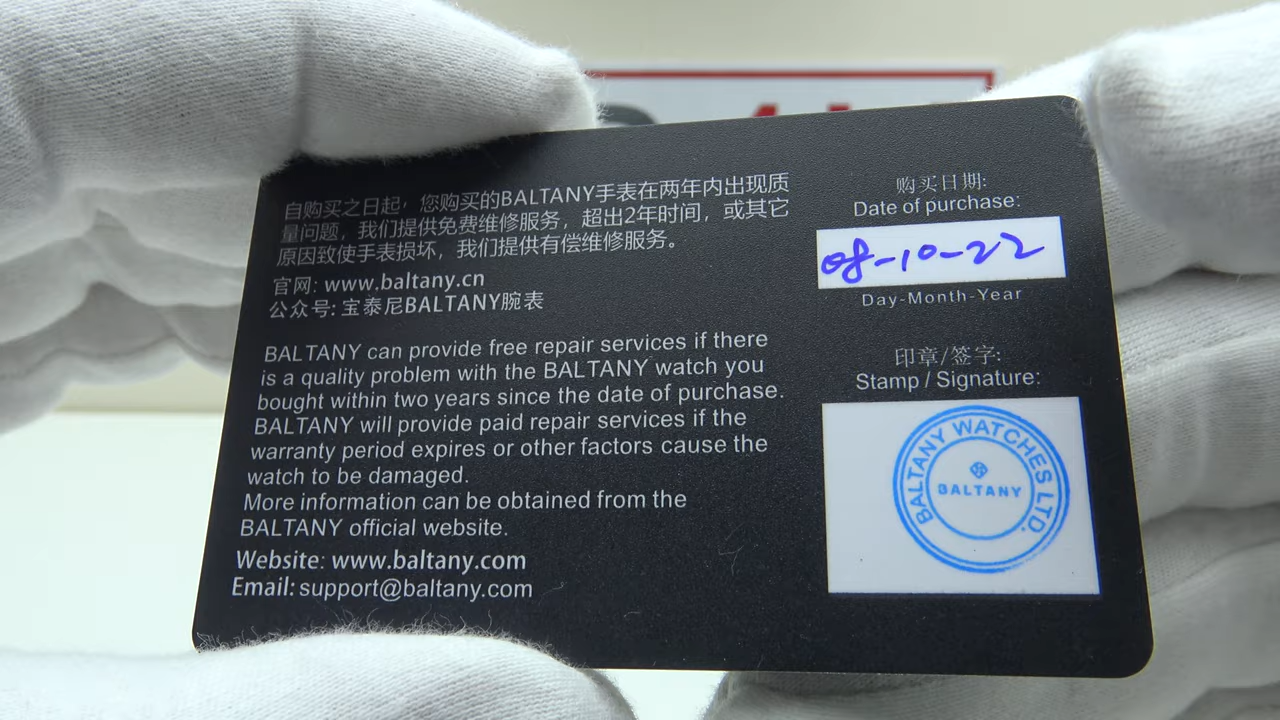 自购买之日起，您购买的BALTANY手表在两年内出现质
量问题，我们提供免费维修服务，超出2年时间，或其它
原因致使手表损坏，我们提供有偿维修服务。
官网: www.baltany.cn
公众号: 宝泰尼BALTANY腕表
BALTANY can provide free repair services if there
is a quality problem with the BALTANY watch you
bought within two years since the date of purchase.
BALTANY will provide paid repair services if the
warranty period expires or other factors cause the
watch to be damaged.
More information can be obtained from the
BALTANY official website.
Website: www.baltany.com
Email: support@baltany.com
购买日期:
Date of purchase:
08-10-22
Day-Month-Year
印章/签字:
Stamp / Signature:
BALTANY WATCHES LTD.
BALTANY